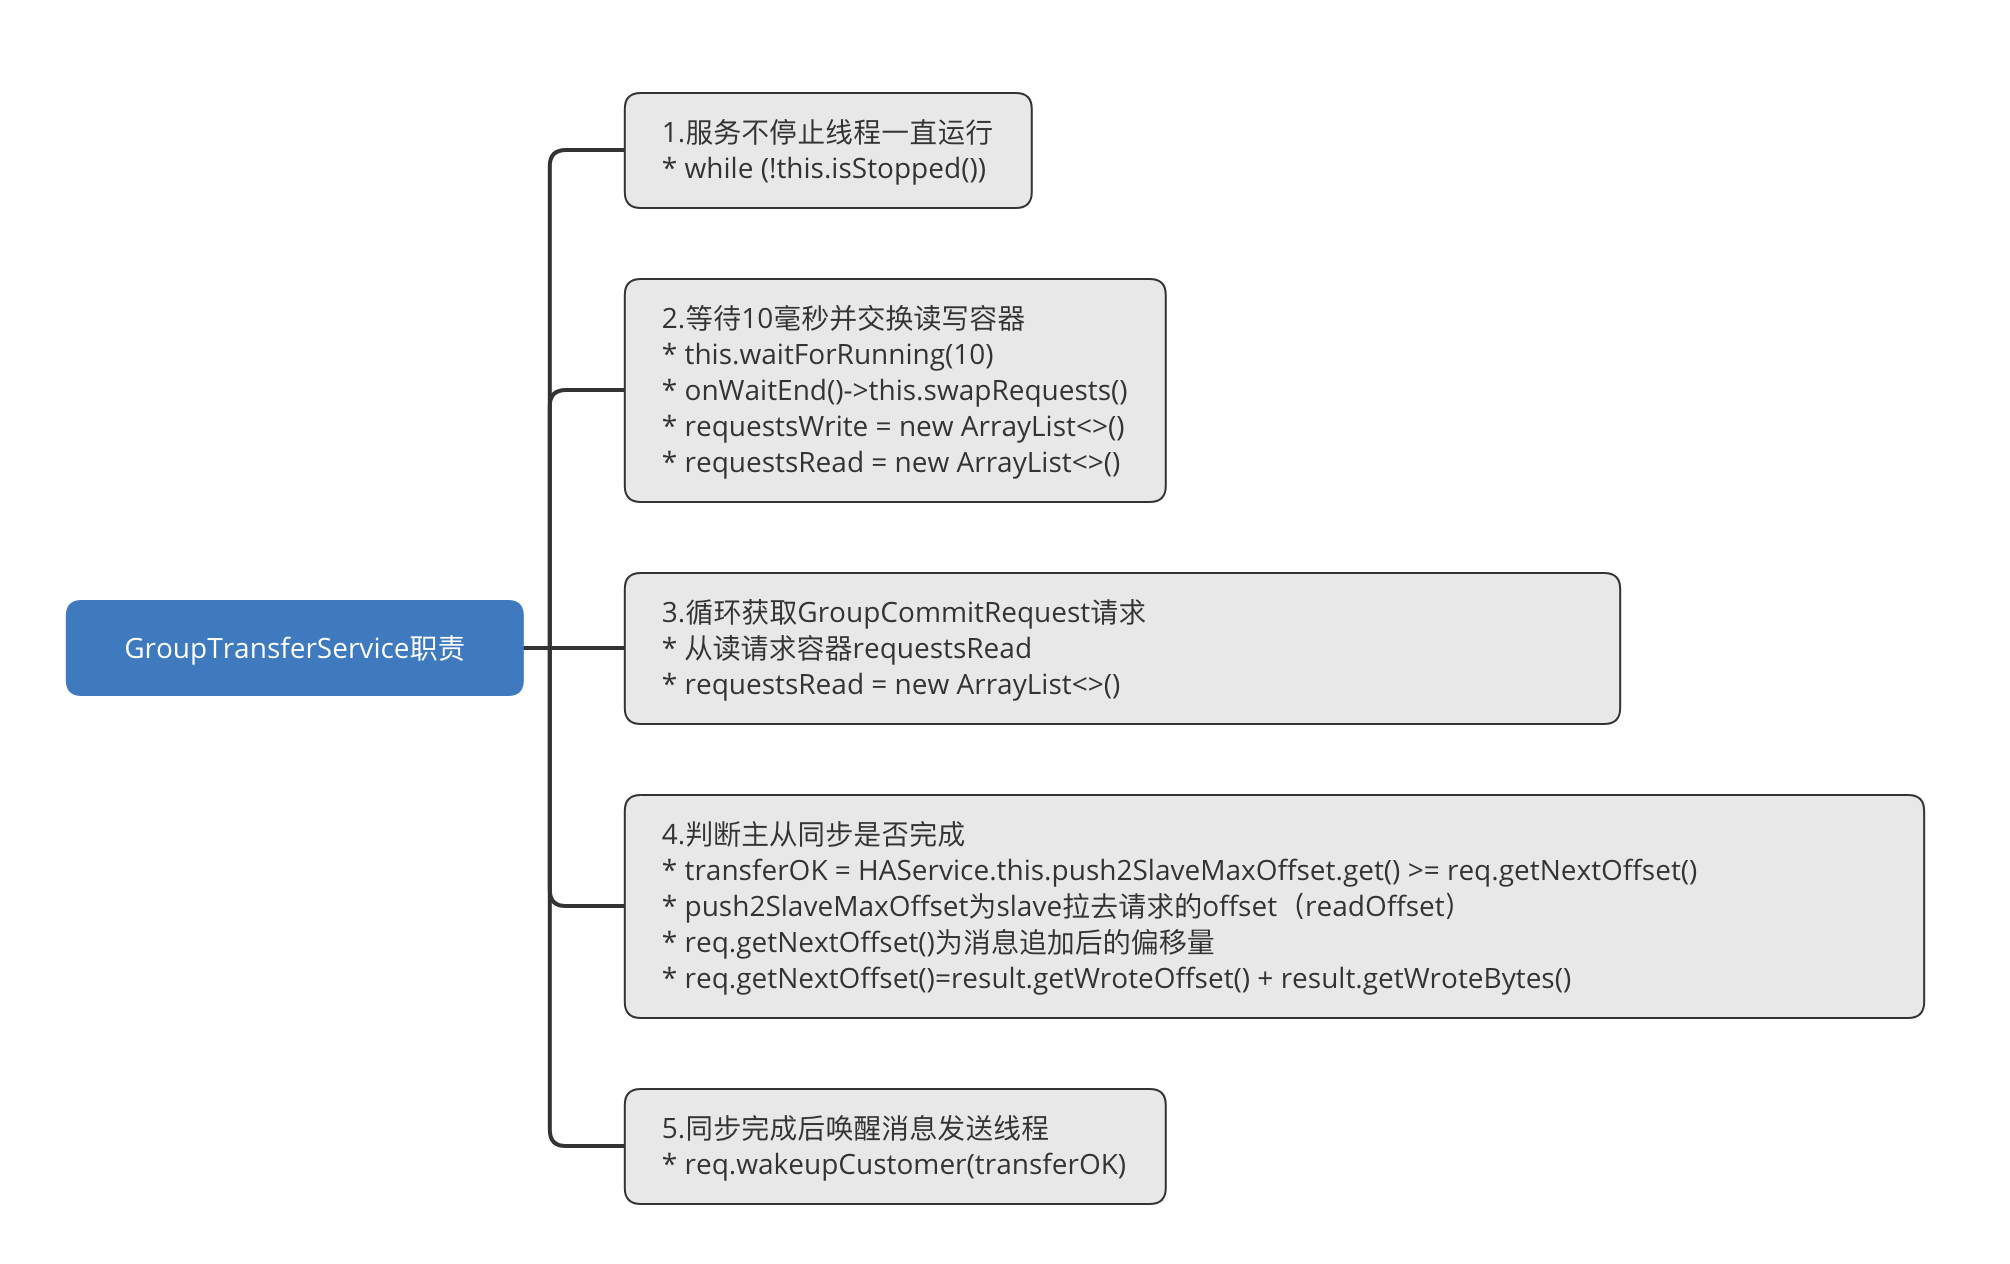 1.服务不停止线程一直运行
* while (!this.isStopped())
2.等待10毫秒并交换读写容器
* this.waitForRunning(10)
* onWaitEnd()->this.swapRequests()
* requestsWrite = new ArrayList<>()
* requestsRead = new ArrayList<>()
GroupTransferService职责
3.循环获取GroupCommitRequest请求
* 从读请求容器requestsRead
* requestsRead = new ArrayList<>()
4.判断主从同步是否完成
* transferOK = HAService.this.push2SlaveMaxOffset.get() >= req.getNextOffset()
* push2SlaveMaxOffset为slave拉去请求的offset（readOffset）
* req.getNextOffset()为消息追加后的偏移量
* req.getNextOffset()=result.getWroteOffset() + result.getWroteBytes()
5.同步完成后唤醒消息发送线程
* req.wakeupCustomer(transferOK)